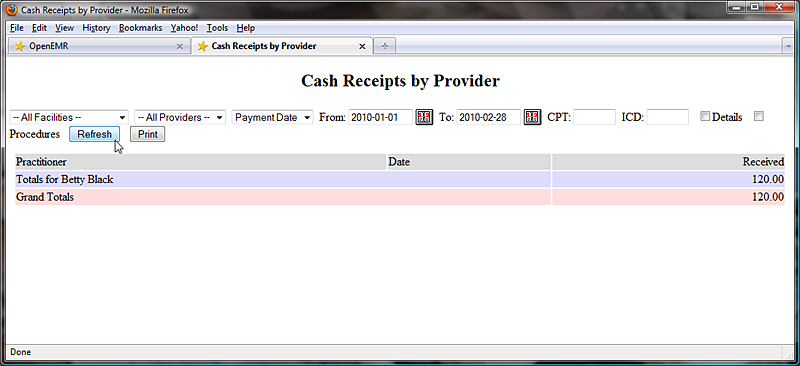 Cash Receipts by Provider - Mozilla Firefox
File Edit View History Bookmarks Yahoo! Tools Help
OpenEMR Cash Receipts by Provider
Cash Receipts by Provider
-- All Facilities -- -- All Providers -- Payment Date From: 2010-01-01 To: 2010-02-28 CPT: ICD: Details
Procedures Refresh Print
Practitioner Date Received
Totals for Betty Black 120.00
Grand Totals 120.00
Done